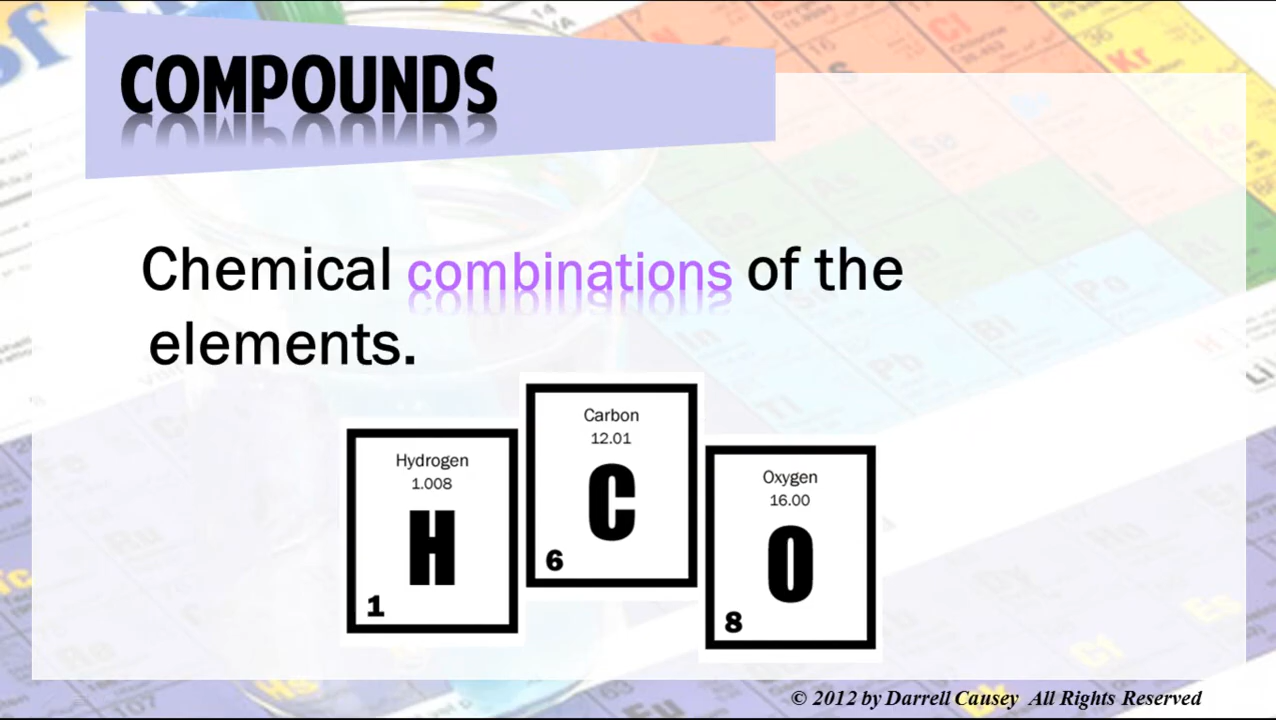 COMPOUNDS
Chemical combinations of the
elements.
Hydrogen
1.008
H
1
Carbon
12.01
C
6
Oxygen
16.00
O
8
© 2012 by Darrell Causey All Rights Reserved